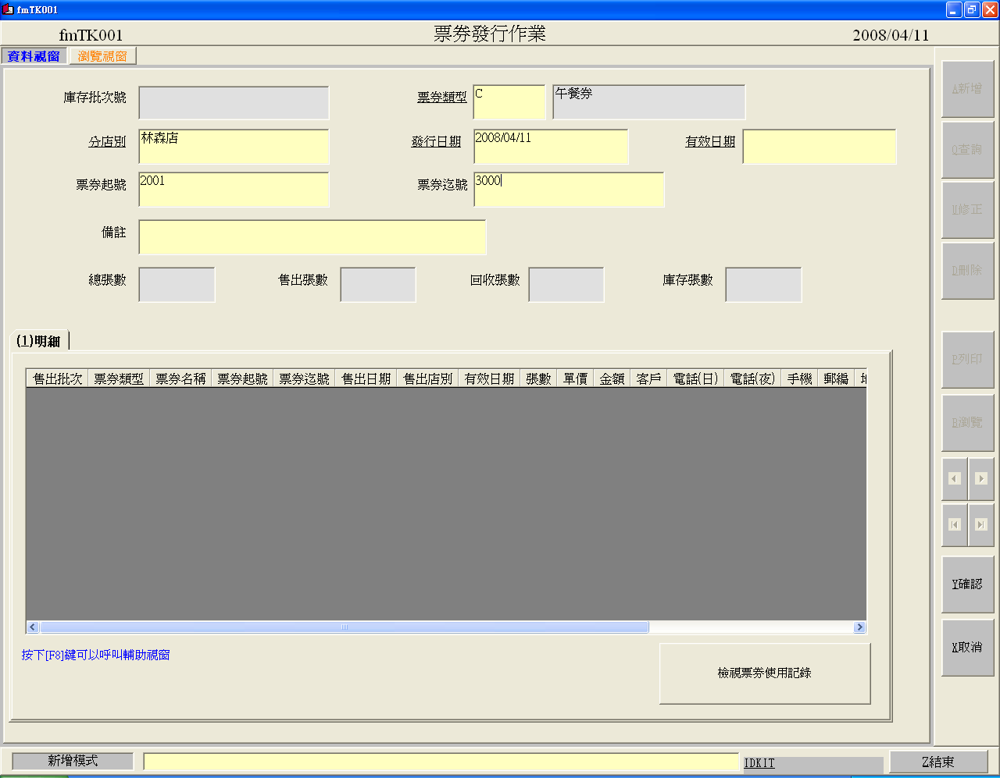 fmTK001
fmTK001 票券發行作業 2008/04/11
資料視窗 瀏覽視窗
庫存批次號 票券類型 C 午餐券
分店別 林森店 發行日期 2008/04/11 有效日期
票券起號 2001 票券迄號 3000
備註
總張數 售出張數 回收張數 庫存張數
(1)明細
售出批次 票券類型 票券名稱 票券起號 票券迄號 售出日期 售出店別 有效日期 張數 單價 金額 客戶 電話(日) 電話(夜) 手機 郵編
按下[F8]鍵可以呼叫輔助視窗
檢視票券使用記錄
A新增
Q查詢
U修正
D刪除
P列印
B瀏覽
Y確認
X取消
新增模式 IDKIT Z結束